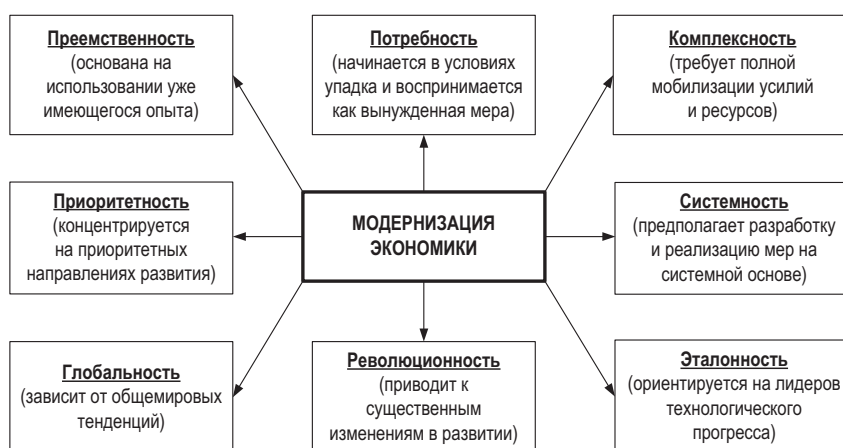 Преемственность
(основана на
использовании уже
имеющегося опыта)
Потребность
(начинается в условиях
упадка и воспринимается
как вынужденная мера)
Комплексность
(требует полной
мобилизации усилий
и ресурсов)
Приоритетность
(концентрируется
на приоритетных
направлениях развития)
МОДЕРНИЗАЦИЯ
ЭКОНОМИКИ
Системность
(предполагает разработку
и реализацию мер на
системной основе)
Глобальность
(зависит от общемировых
тенденций)
Революционность
(приводит к
существенным
изменениям в развитии)
Эталонность
(ориентируется на лидеров
технологического
прогресса)